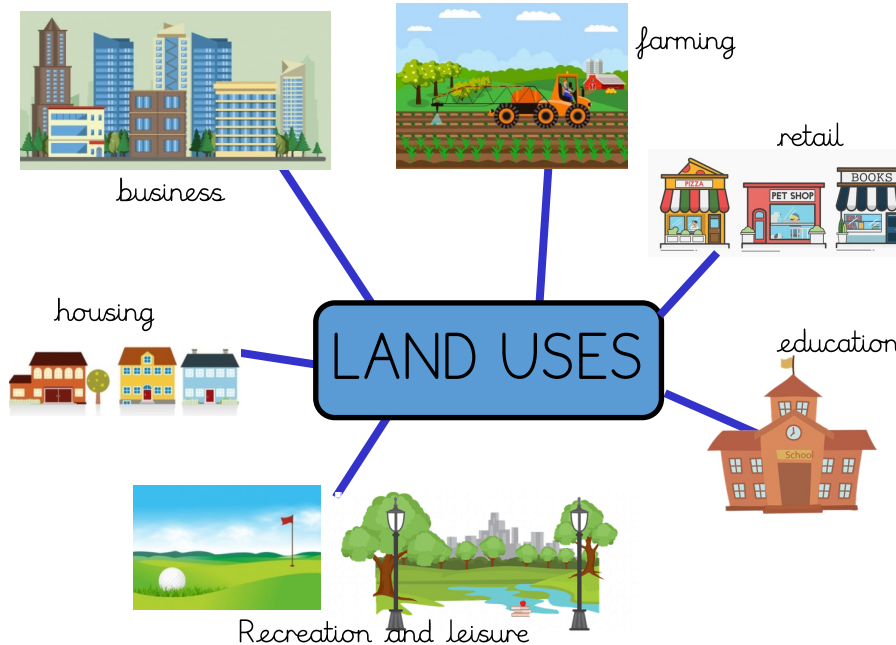 farming
retail
PIZZA
PET SHOP
BOOKS
business
housing
LAND USES
education
School
Recreation and leisure